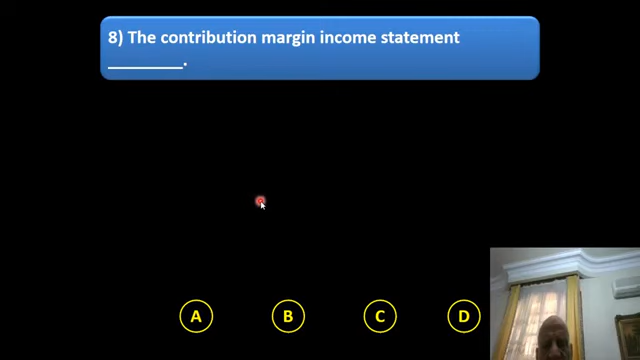 8) The contribution margin income statement
________.
A B C D